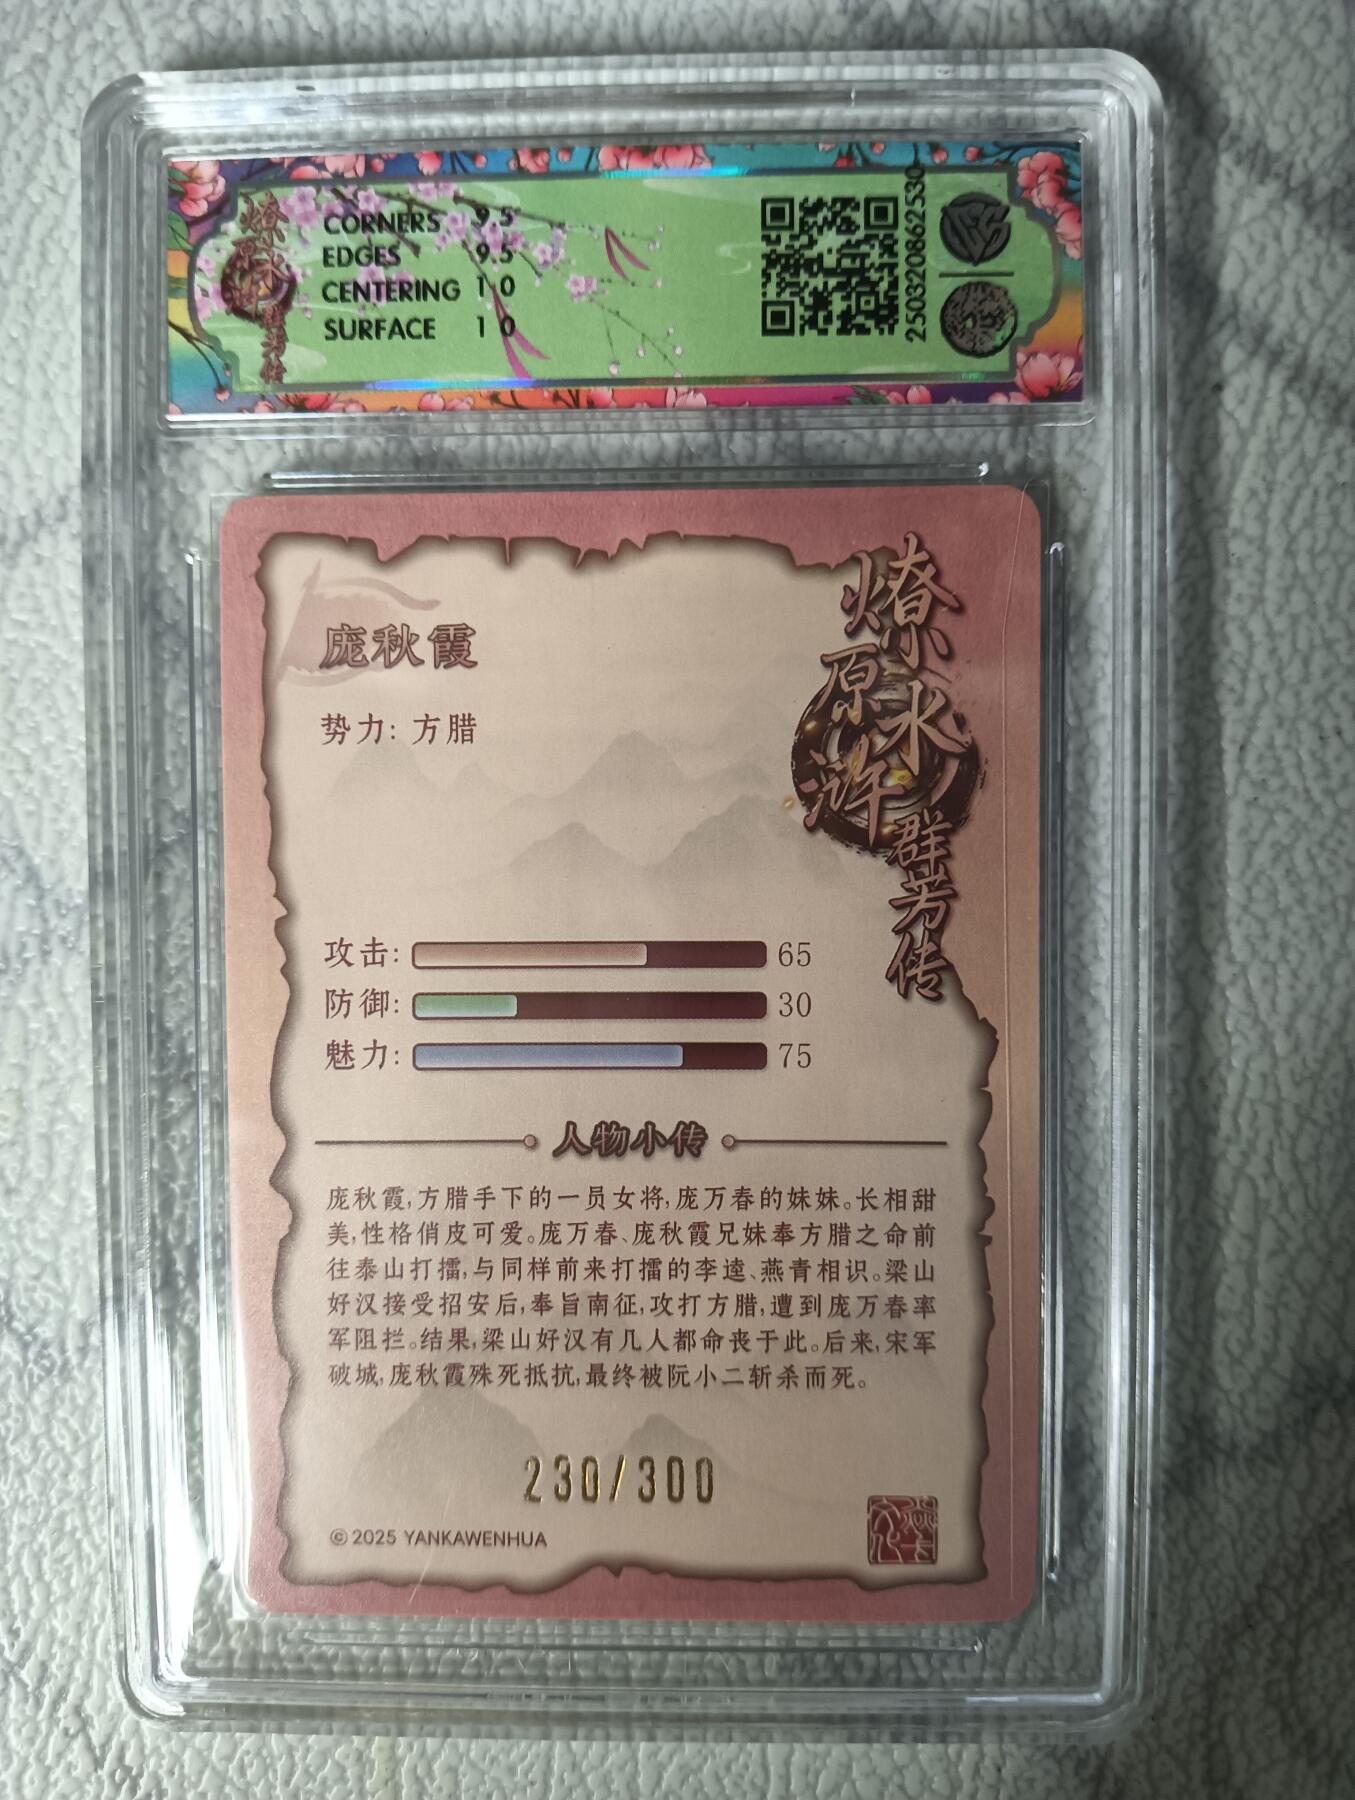 燎原水浒群芳传
CORNERS 9.5
EDGES 9.5
CENTERING 10
SURFACE 10
2503208625​30
庞秋霞
势力：方腊
燎原水浒
群芳传
攻击： 65
防御： 30
魅力： 75
人物小传
庞秋霞，方腊手下的一员女将，庞万春的妹妹。长相甜
美，性格俏皮可爱。庞万春、庞秋霞兄妹奉方腊之命前
往泰山打擂，与同样前来打擂的李逵、燕青相识。梁山
好汉接受招安后，奉旨南征，攻打方腊，遭到庞万春率
军阻拦。结果，梁山好汉有几人都命丧于此。后来，宋军
破城，庞秋霞殊死抵抗，最终被阮小二斩杀而死。
230/300
© 2025 YANKAWENHUA